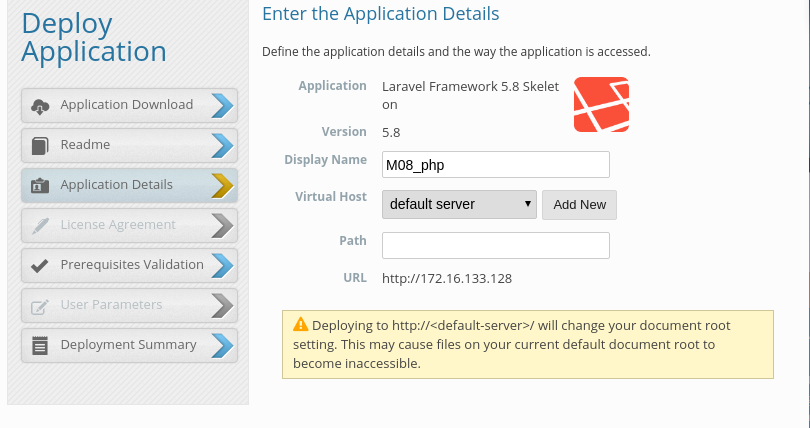 Deploy
Application
Application Download
Readme
Application Details
License Agreement
Prerequisites Validation
User Parameters
Deployment Summary
Enter the Application Details
Define the application details and the way the application is accessed.
Application Laravel Framework 5.8 Skelet
on
Version 5.8
Display Name M08_php
Virtual Host default server Add New
Path
URL http://172.16.133.128
Deploying to http://<default-server>/ will change your document root
setting. This may cause files on your current default document root to
become inaccessible.